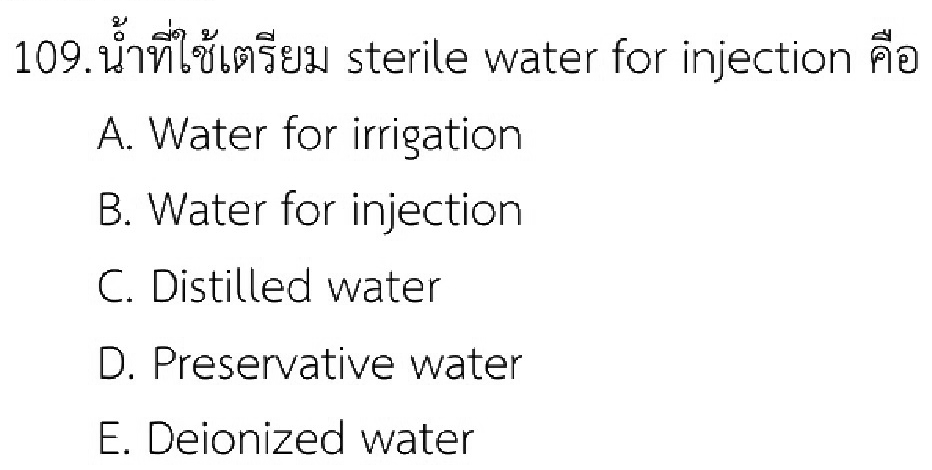 109.น้ำที่ใช้เตรียม sterile water for injection คือ
A. Water for irrigation
B. Water for injection
C. Distilled water
D. Preservative water
E. Deionized water